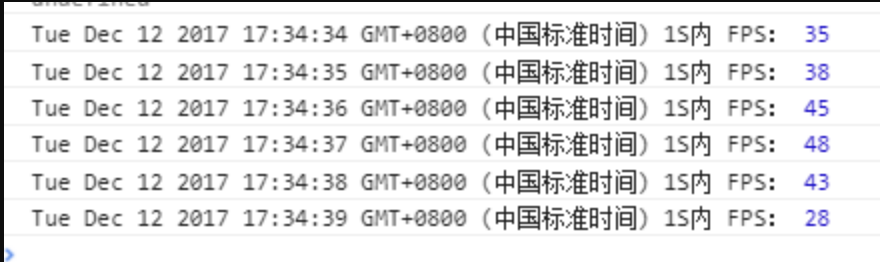 undefined
Tue Dec 12 2017 17:34:34 GMT+0800 (中国标准时间) 1S内 FPS: 35
Tue Dec 12 2017 17:34:35 GMT+0800 (中国标准时间) 1S内 FPS: 38
Tue Dec 12 2017 17:34:36 GMT+0800 (中国标准时间) 1S内 FPS: 45
Tue Dec 12 2017 17:34:37 GMT+0800 (中国标准时间) 1S内 FPS: 48
Tue Dec 12 2017 17:34:38 GMT+0800 (中国标准时间) 1S内 FPS: 43
Tue Dec 12 2017 17:34:39 GMT+0800 (中国标准时间) 1S内 FPS: 28